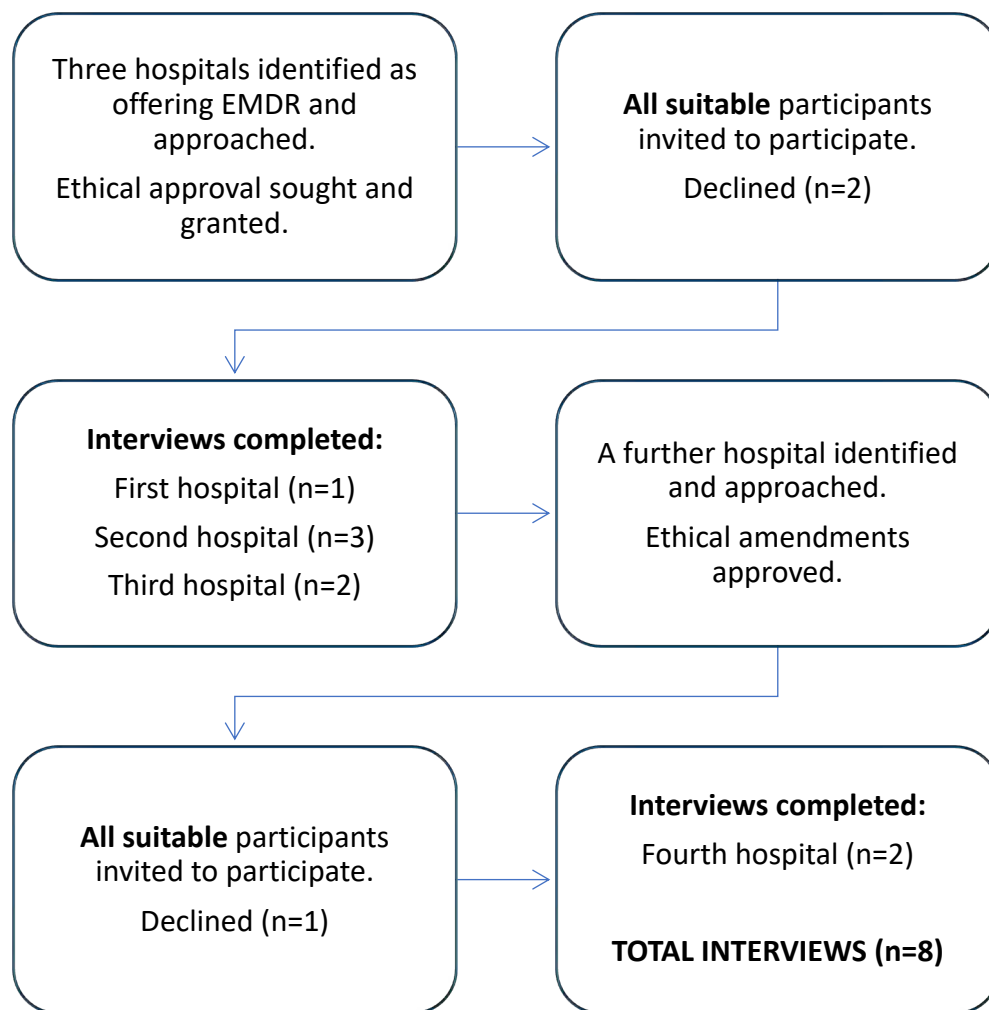 Three hospitals identified as
offering EMDR and
approached.
Ethical approval sought and
granted.
All suitable participants
invited to participate.
Declined (n=2)
Interviews completed:
First hospital (n=1)
Second hospital (n=3)
Third hospital (n=2)
A further hospital identified
and approached.
Ethical amendments
approved.
All suitable participants
invited to participate.
Declined (n=1)
Interviews completed:
Fourth hospital (n=2)
TOTAL INTERVIEWS (n=8)